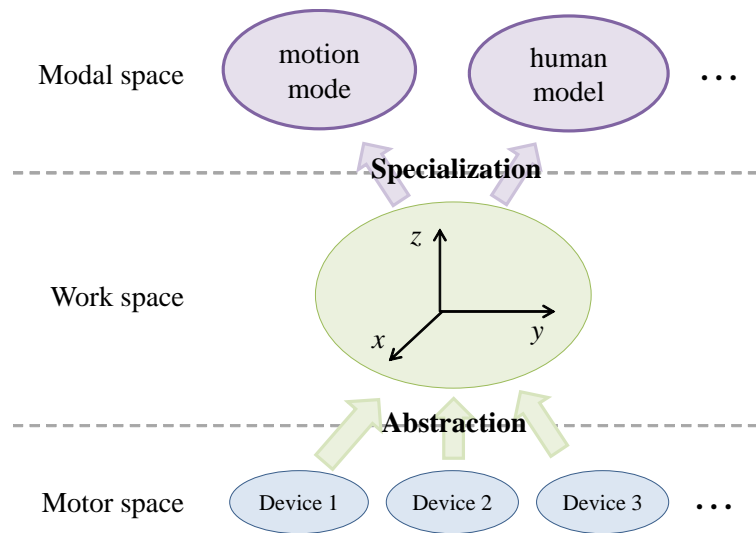 Modal space
motion
mode
human
model
...
Specialization
Work space
z
x
y
Abstraction
Motor space
Device 1
Device 2
Device 3
...